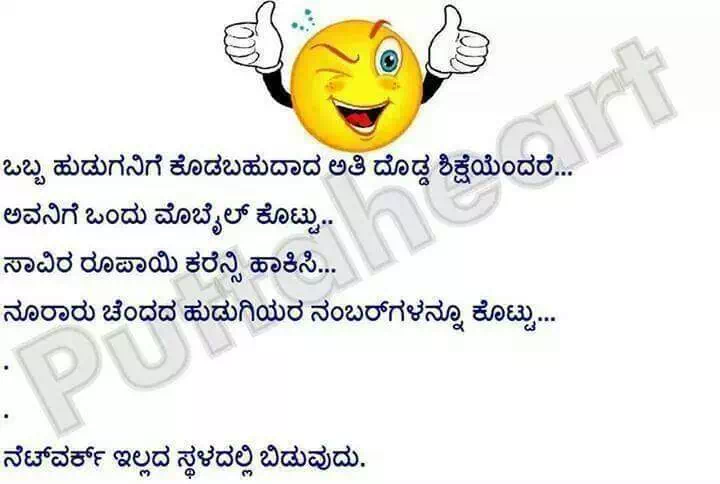 ಒಬ್ಬ ಹುಡುಗನಿಗೆ ಕೊಡಬಹುದಾದ ಅತಿ ದೊಡ್ಡ ಶಿಕ್ಷೆಯೆಂದರೆ...
ಅವನಿಗೆ ಒಂದು ಮೊಬೈಲ್ ಕೊಟ್ಟು..
ಸಾವಿರ ರೂಪಾಯಿ ಕರೆನ್ಸಿ ಹಾಕಿಸಿ...
ನೂರಾರು ಚೆಂದದ ಹುಡುಗಿಯರ ನಂಬರ್‌ಗಳನ್ನೂ ಕೊಟ್ಟು...
.
.
ನೆಟ್‌ವರ್ಕ್ ಇಲ್ಲದ ಸ್ಥಳದಲ್ಲಿ ಬಿಡುವುದು.
Puttaheart